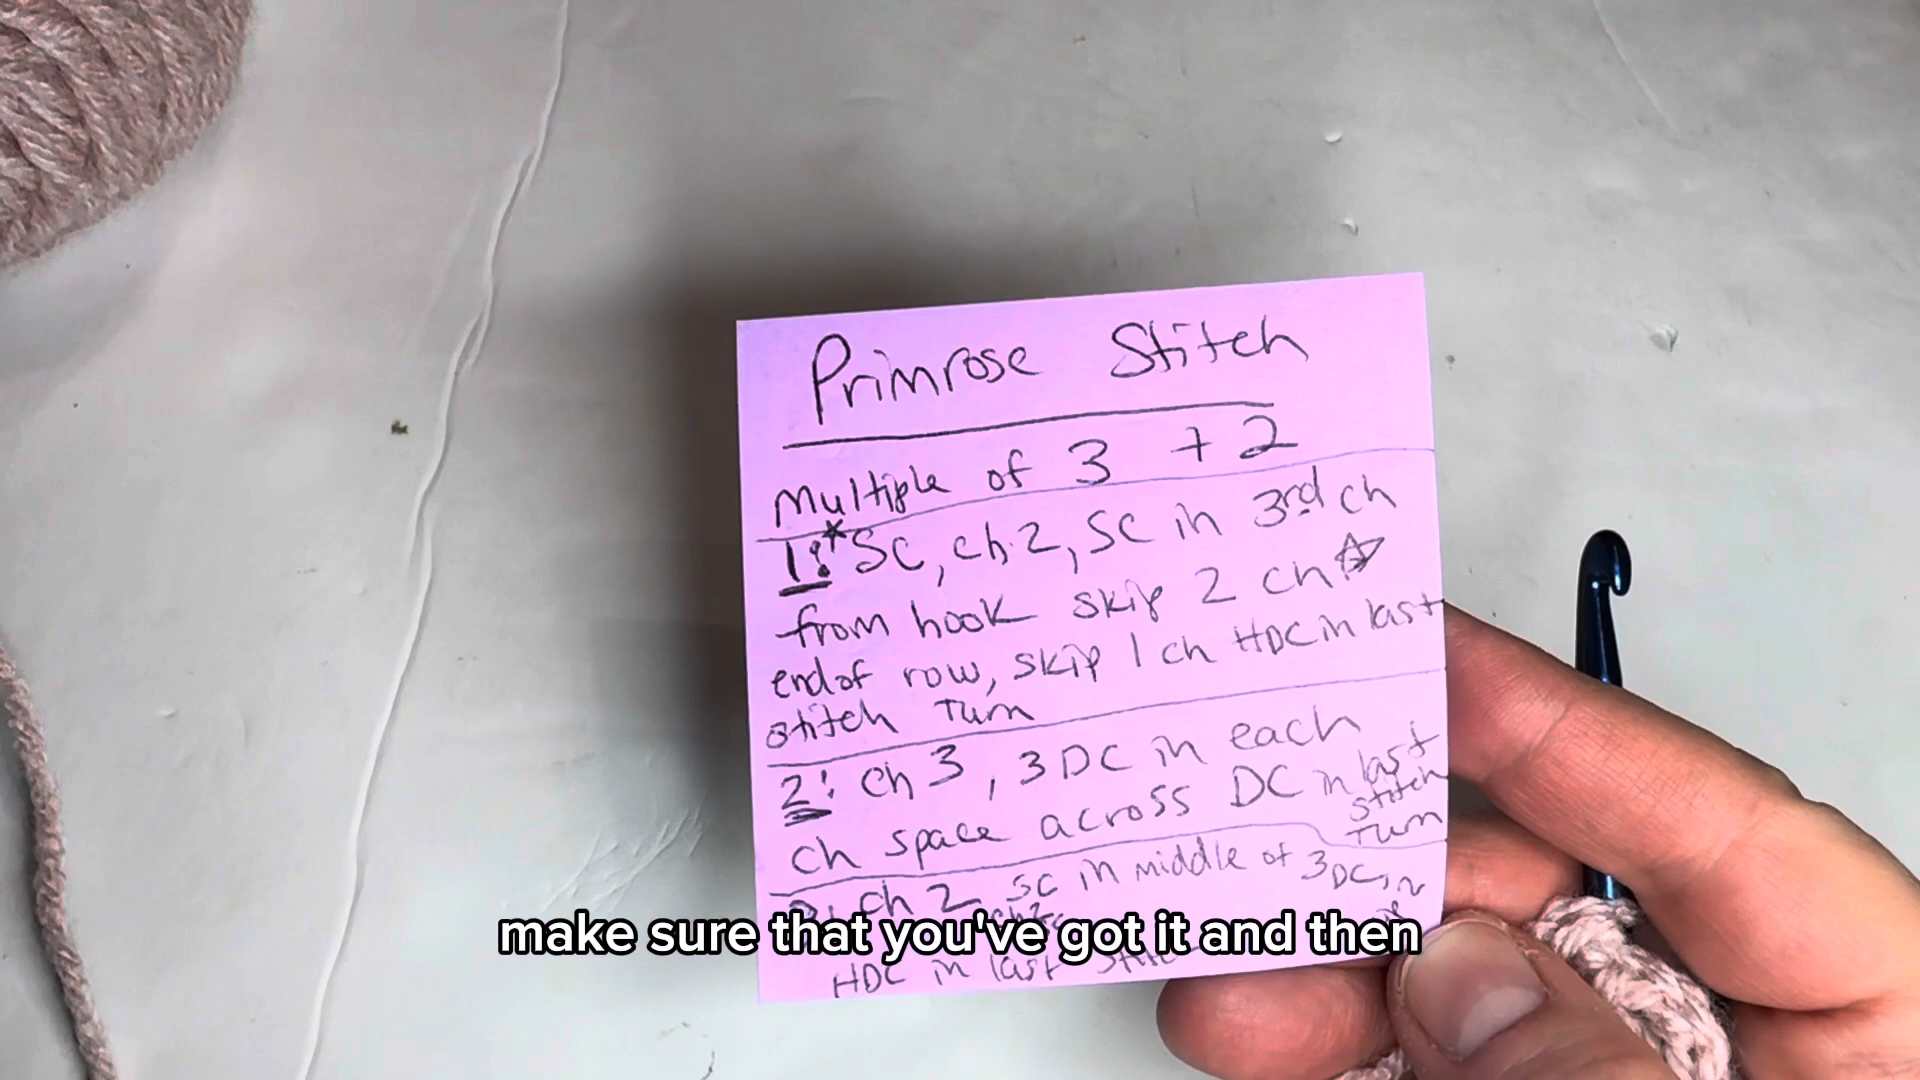 Primrose Stitch
Multiple of 3 + 2
1:* SC, ch 2, SC in 3rd ch
from hook skip 2 ch ☆
end of row, skip 1 ch HDC in last
stitch Turn
2: ch 3, 3 DC in each
ch space across DC in last
stitch
Turn
ch 2 SC in middle of 3 DC,
make sure that you've got it and then
HDC in last